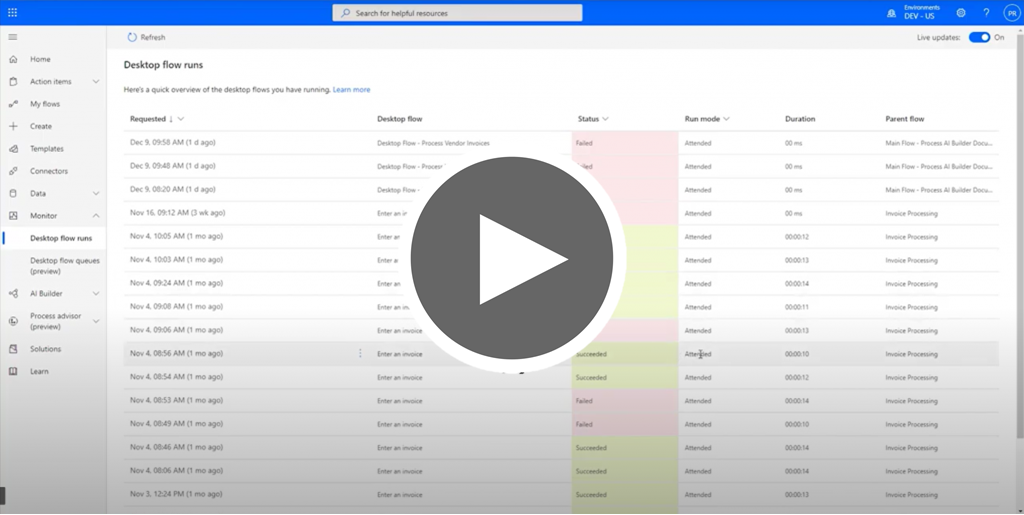 Search for helpful resources
Environments
DEV - US
?
PR
Refresh
Live updates: On
Home
Action items
My flows
Create
Templates
Connectors
Data
Monitor
Desktop flow runs
Desktop flow queues
(preview)
AI Builder
Process advisor
(preview)
Solutions
Learn
Desktop flow runs
Here's a quick overview of the desktop flows you have running. Learn more
Requested ↓ Desktop flow Status Run mode Duration Parent flow
Dec 9, 09:58 AM (1 d ago) Desktop Flow - Process Vendor Invoices Failed Attended 00 ms Main Flow - Process AI Builder Docu...
Dec 9, 09:48 AM (1 d ago) Desktop Flow - Process Attended 00 ms Main Flow - Process AI Builder Docu...
Dec 9, 08:20 AM (1 d ago) Desktop Flow - Attended 00 ms Main Flow - Process AI Builder Docu...
Nov 16, 09:12 AM (3 wk ago) Enter an Attended 00 ms Invoice Processing
Nov 4, 10:05 AM (1 mo ago) Enter an Attended 00:00:12 Invoice Processing
Nov 4, 10:03 AM (1 mo ago) Enter Attended 00:00:13 Invoice Processing
Nov 4, 09:24 AM (1 mo ago) Enter Attended 00:00:14 Invoice Processing
Nov 4, 09:08 AM (1 mo ago) Enter an Attended 00:00:11 Invoice Processing
Nov 4, 09:06 AM (1 mo ago) Enter an invoice Attended 00:00:13 Invoice Processing
Nov 4, 08:56 AM (1 mo ago) Enter an invoice Succeeded Attended 00:00:10 Invoice Processing
Nov 4, 08:54 AM (1 mo ago) Enter an invoice Succeeded Attended 00:00:12 Invoice Processing
Nov 4, 08:53 AM (1 mo ago) Enter an invoice Failed Attended 00:00:14 Invoice Processing
Nov 4, 08:49 AM (1 mo ago) Enter an invoice Failed Attended 00:00:10 Invoice Processing
Nov 4, 08:46 AM (1 mo ago) Enter an invoice Succeeded Attended 00:00:14 Invoice Processing
Nov 4, 08:06 AM (1 mo ago) Enter an invoice Succeeded Attended 00:00:14 Invoice Processing
Nov 3, 12:24 PM (1 mo ago) Enter an invoice Succeeded Attended 00:00:13 Invoice Processing